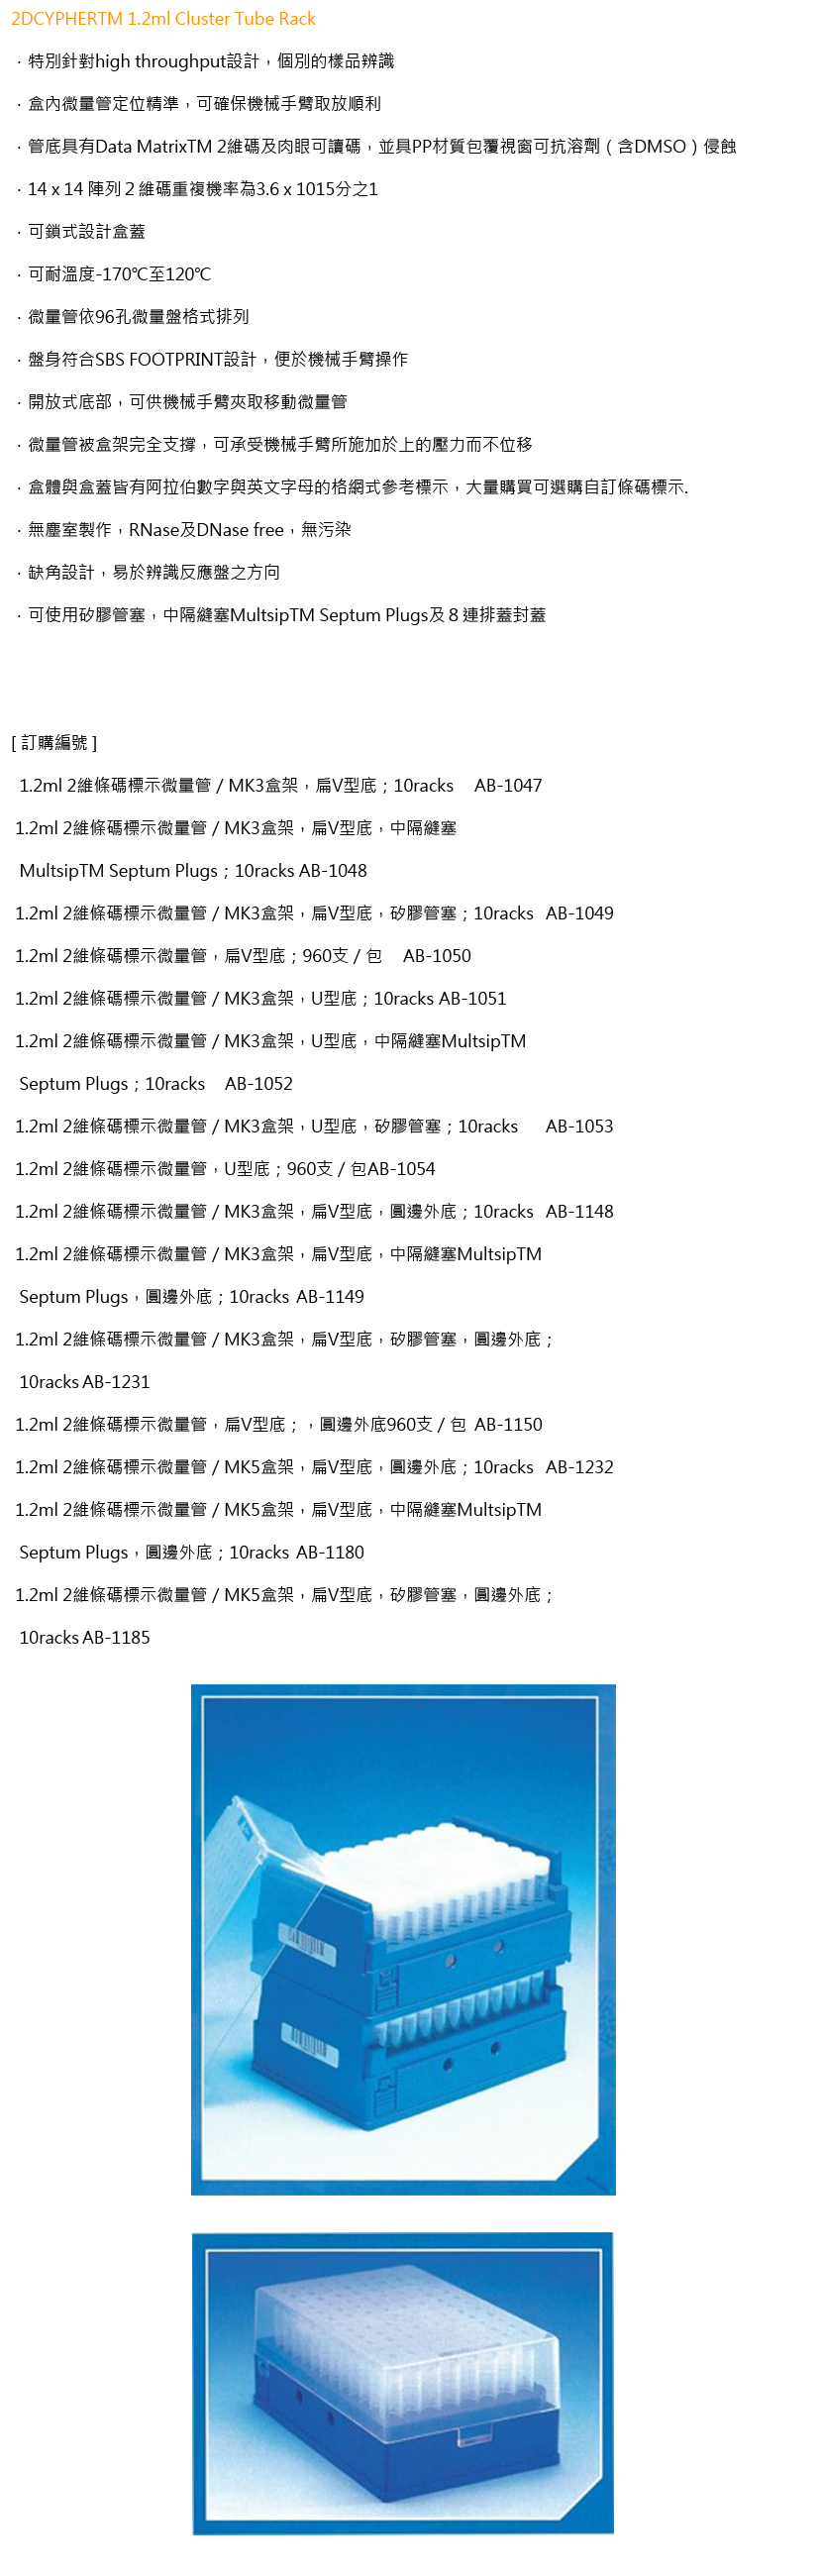 2DCYPHERTM 1.2ml Cluster Tube Rack
．特別針對high throughput設計，個別的樣品辨識
．盒內微量管定位精準，可確保機械手臂取放順利
．管底具有Data MatrixTM 2維碼及肉眼可讀碼，並具PP材質包覆視窗可抗溶劑（含DMSO）侵蝕
．14 x 14 陣列２維碼重複機率為3.6 x 1015分之1
．可鎖式設計盒蓋
．可耐溫度-170℃至120℃
．微量管依96孔微量盤格式排列
．盤身符合SBS FOOTPRINT設計，便於機械手臂操作
．開放式底部，可供機械手臂夾取移動微量管
．微量管被盒架完全支撐，可承受機械手臂所施加於上的壓力而不位移
．盒體與盒蓋皆有阿拉伯數字與英文字母的格網式參考標示，大量購買可選購自訂條碼標示.
．無塵室製作，RNase及DNase free，無污染
．缺角設計，易於辨識反應盤之方向
．可使用矽膠管塞，中隔縫塞MultsipTM Septum Plugs及８連排蓋封蓋
[ 訂購編號 ]
1.2ml 2維條碼標示微量管 / MK3盒架，扁V型底；10racks AB-1047
1.2ml 2維條碼標示微量管 / MK3盒架，扁V型底，中隔縫塞
MultsipTM Septum Plugs；10racks AB-1048
1.2ml 2維條碼標示微量管 / MK3盒架，扁V型底，矽膠管塞；10racks AB-1049
1.2ml 2維條碼標示微量管，扁V型底；960支 / 包 AB-1050
1.2ml 2維條碼標示微量管 / MK3盒架，U型底；10racks AB-1051
1.2ml 2維條碼標示微量管 / MK3盒架，U型底，中隔縫塞MultsipTM
Septum Plugs；10racks AB-1052
1.2ml 2維條碼標示微量管 / MK3盒架，U型底，矽膠管塞；10racks AB-1053
1.2ml 2維條碼標示微量管，U型底；960支 / 包AB-1054
1.2ml 2維條碼標示微量管 / MK3盒架，扁V型底，圓邊外底；10racks AB-1148
1.2ml 2維條碼標示微量管 / MK3盒架，扁V型底，中隔縫塞MultsipTM
Septum Plugs，圓邊外底；10racks AB-1149
1.2ml 2維條碼標示微量管 / MK3盒架，扁V型底，矽膠管塞，圓邊外底；
10racks AB-1231
1.2ml 2維條碼標示微量管，扁V型底；，圓邊外底960支 / 包 AB-1150
1.2ml 2維條碼標示微量管 / MK5盒架，扁V型底，圓邊外底；10racks AB-1232
1.2ml 2維條碼標示微量管 / MK5盒架，扁V型底，中隔縫塞MultsipTM
Septum Plugs，圓邊外底；10racks AB-1180
1.2ml 2維條碼標示微量管 / MK5盒架，扁V型底，矽膠管塞，圓邊外底；
10racks AB-1185